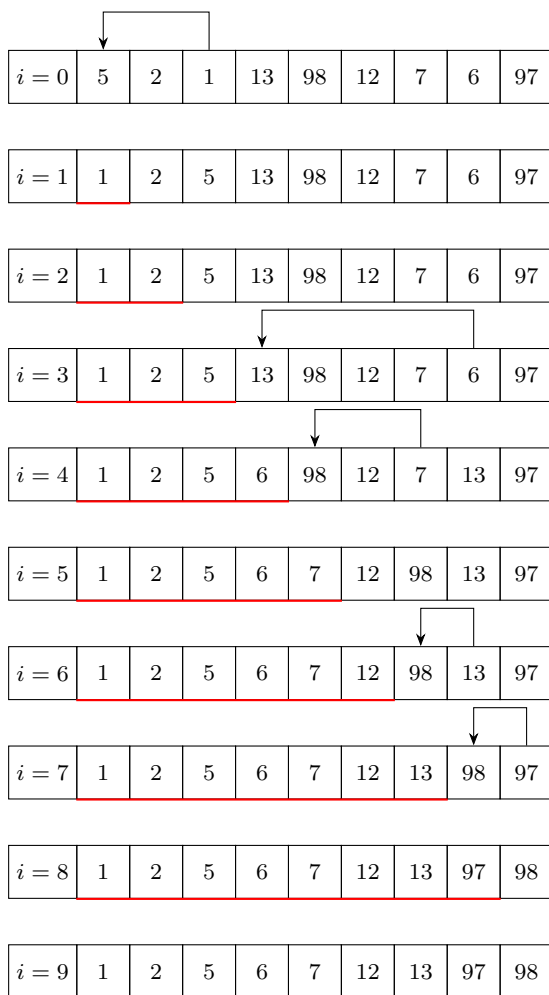 i = 0 5 2 1 13 98 12 7 6 97
i = 1 1 2 5 13 98 12 7 6 97
i = 2 1 2 5 13 98 12 7 6 97
i = 3 1 2 5 13 98 12 7 6 97
i = 4 1 2 5 6 98 12 7 13 97
i = 5 1 2 5 6 7 12 98 13 97
i = 6 1 2 5 6 7 12 98 13 97
i = 7 1 2 5 6 7 12 13 98 97
i = 8 1 2 5 6 7 12 13 97 98
i = 9 1 2 5 6 7 12 13 97 98